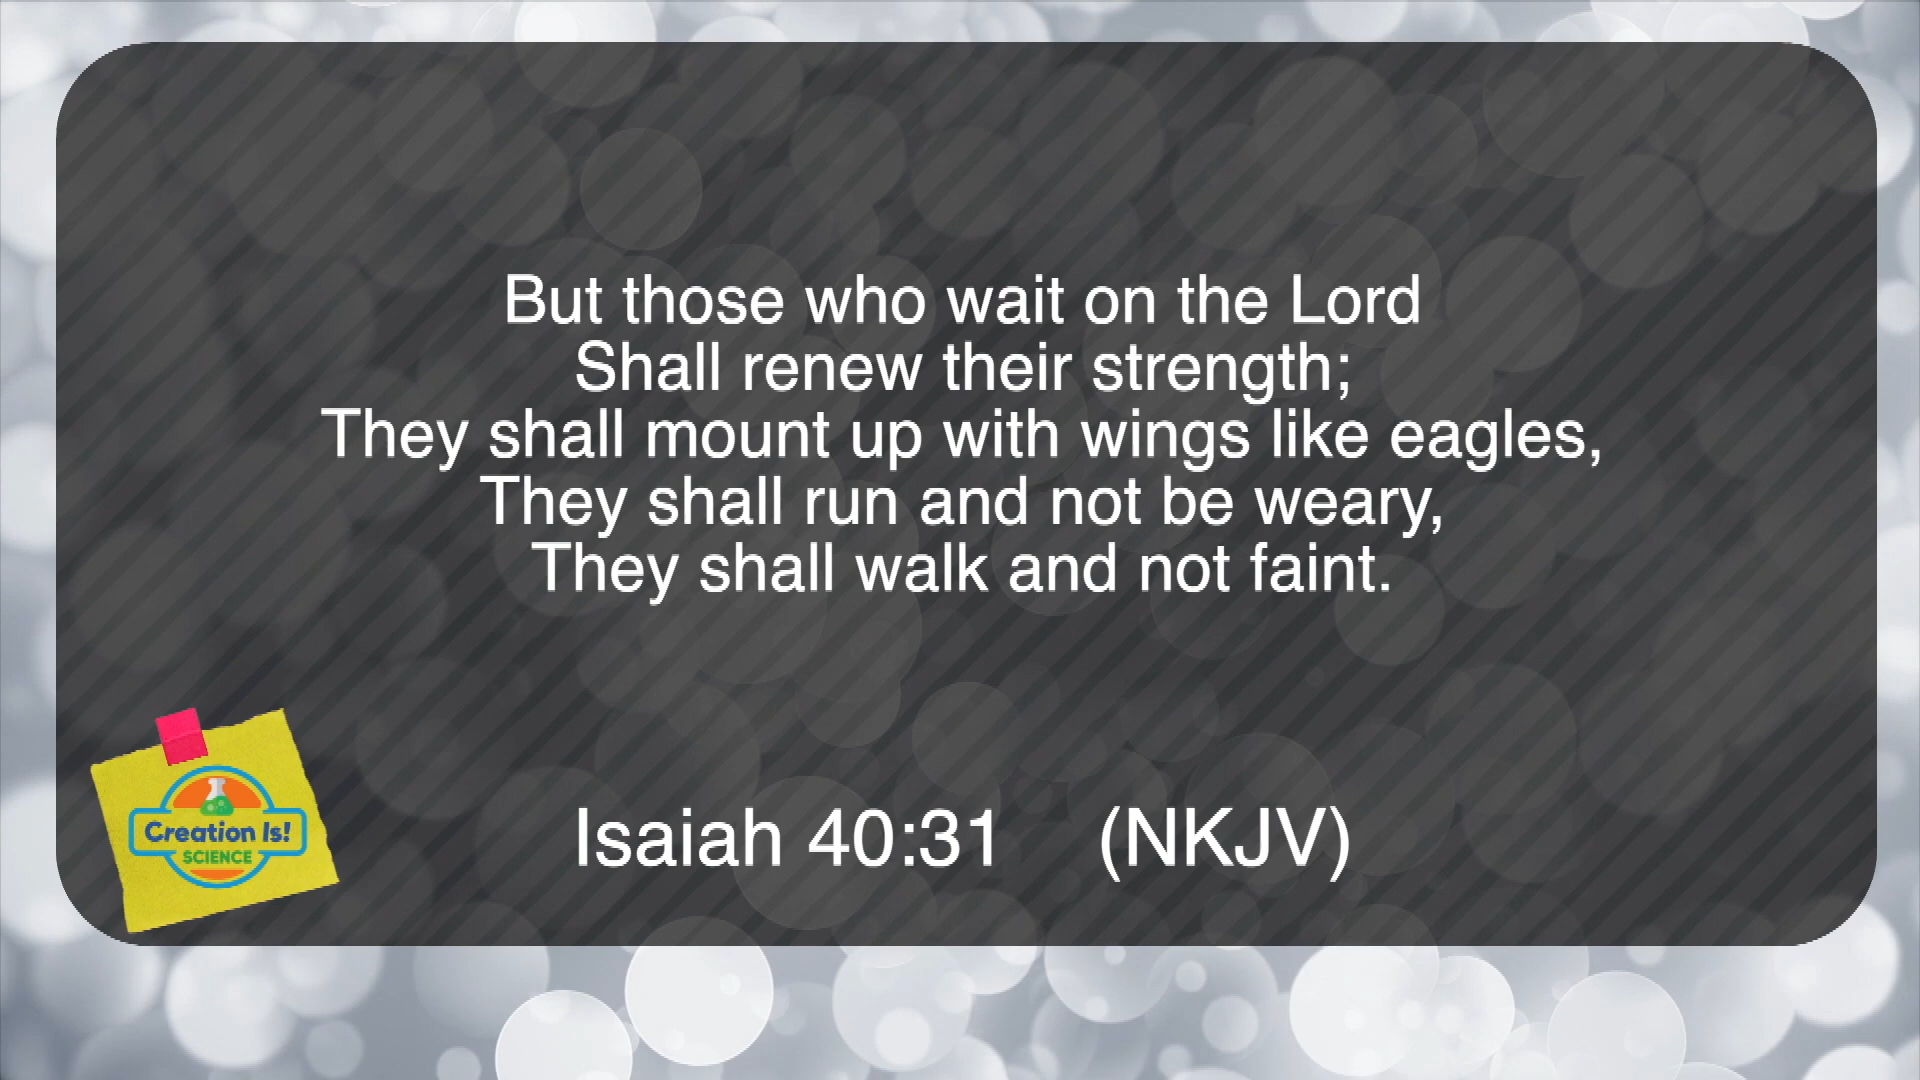 But those who wait on the Lord
Shall renew their strength;
They shall mount up with wings like eagles,
They shall run and not be weary,
They shall walk and not faint.
Creation Is!
SCIENCE
Isaiah 40:31 (NKJV)